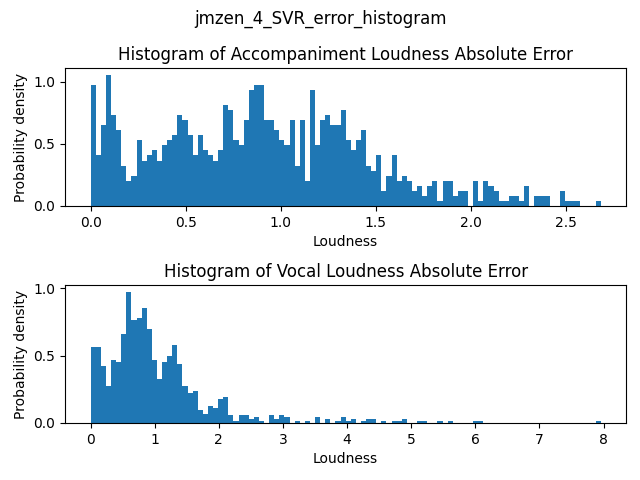 jmzen_4_SVR_error_histogram
Histogram of Accompaniment Loudness Absolute Error
Probability density
1.0
0.5
0.0
0.0 0.5 1.0 1.5 2.0 2.5
Loudness
Histogram of Vocal Loudness Absolute Error
Probability density
1.0
0.5
0.0
0 1 2 3 4 5 6 7 8
Loudness